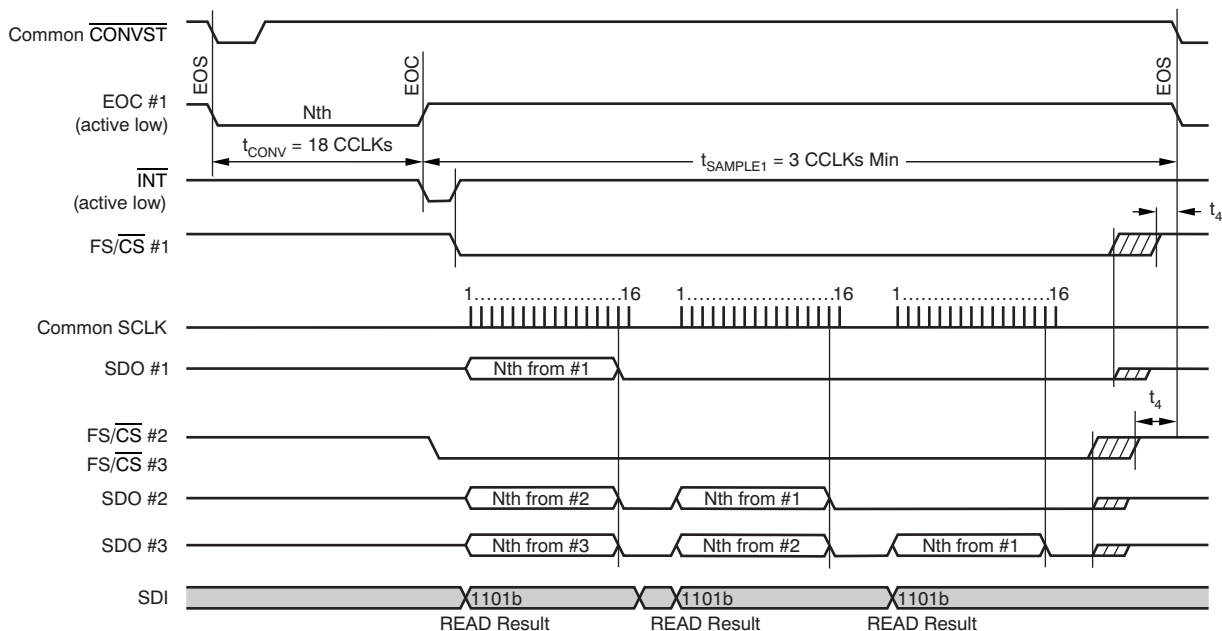 Common CONVST
EOS
EOC
EOS
EOC #1
(active low)
Nth
tCONV = 18 CCLKs
tSAMPLE1 = 3 CCLKs Min
INT
(active low)
t4
FS/CS #1
1.......................16
1.......................16
1.......................16
Common SCLK
SDO #1
Nth from #1
t4
FS/CS #2
FS/CS #3
SDO #2
Nth from #2
Nth from #1
SDO #3
Nth from #3
Nth from #2
Nth from #1
SDI
1101b
1101b
1101b
READ Result
READ Result
READ Result